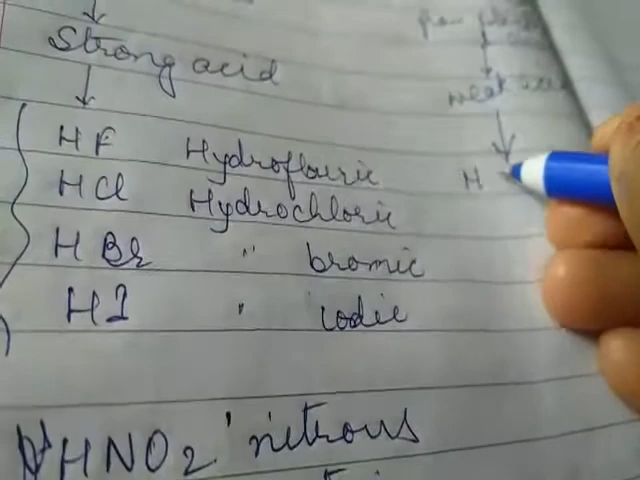 Strong acid
weak acid
HF Hydroflouric
H
HCl Hydrochloric
HBr " bromic
HI " iodic
HNO2 nitrous